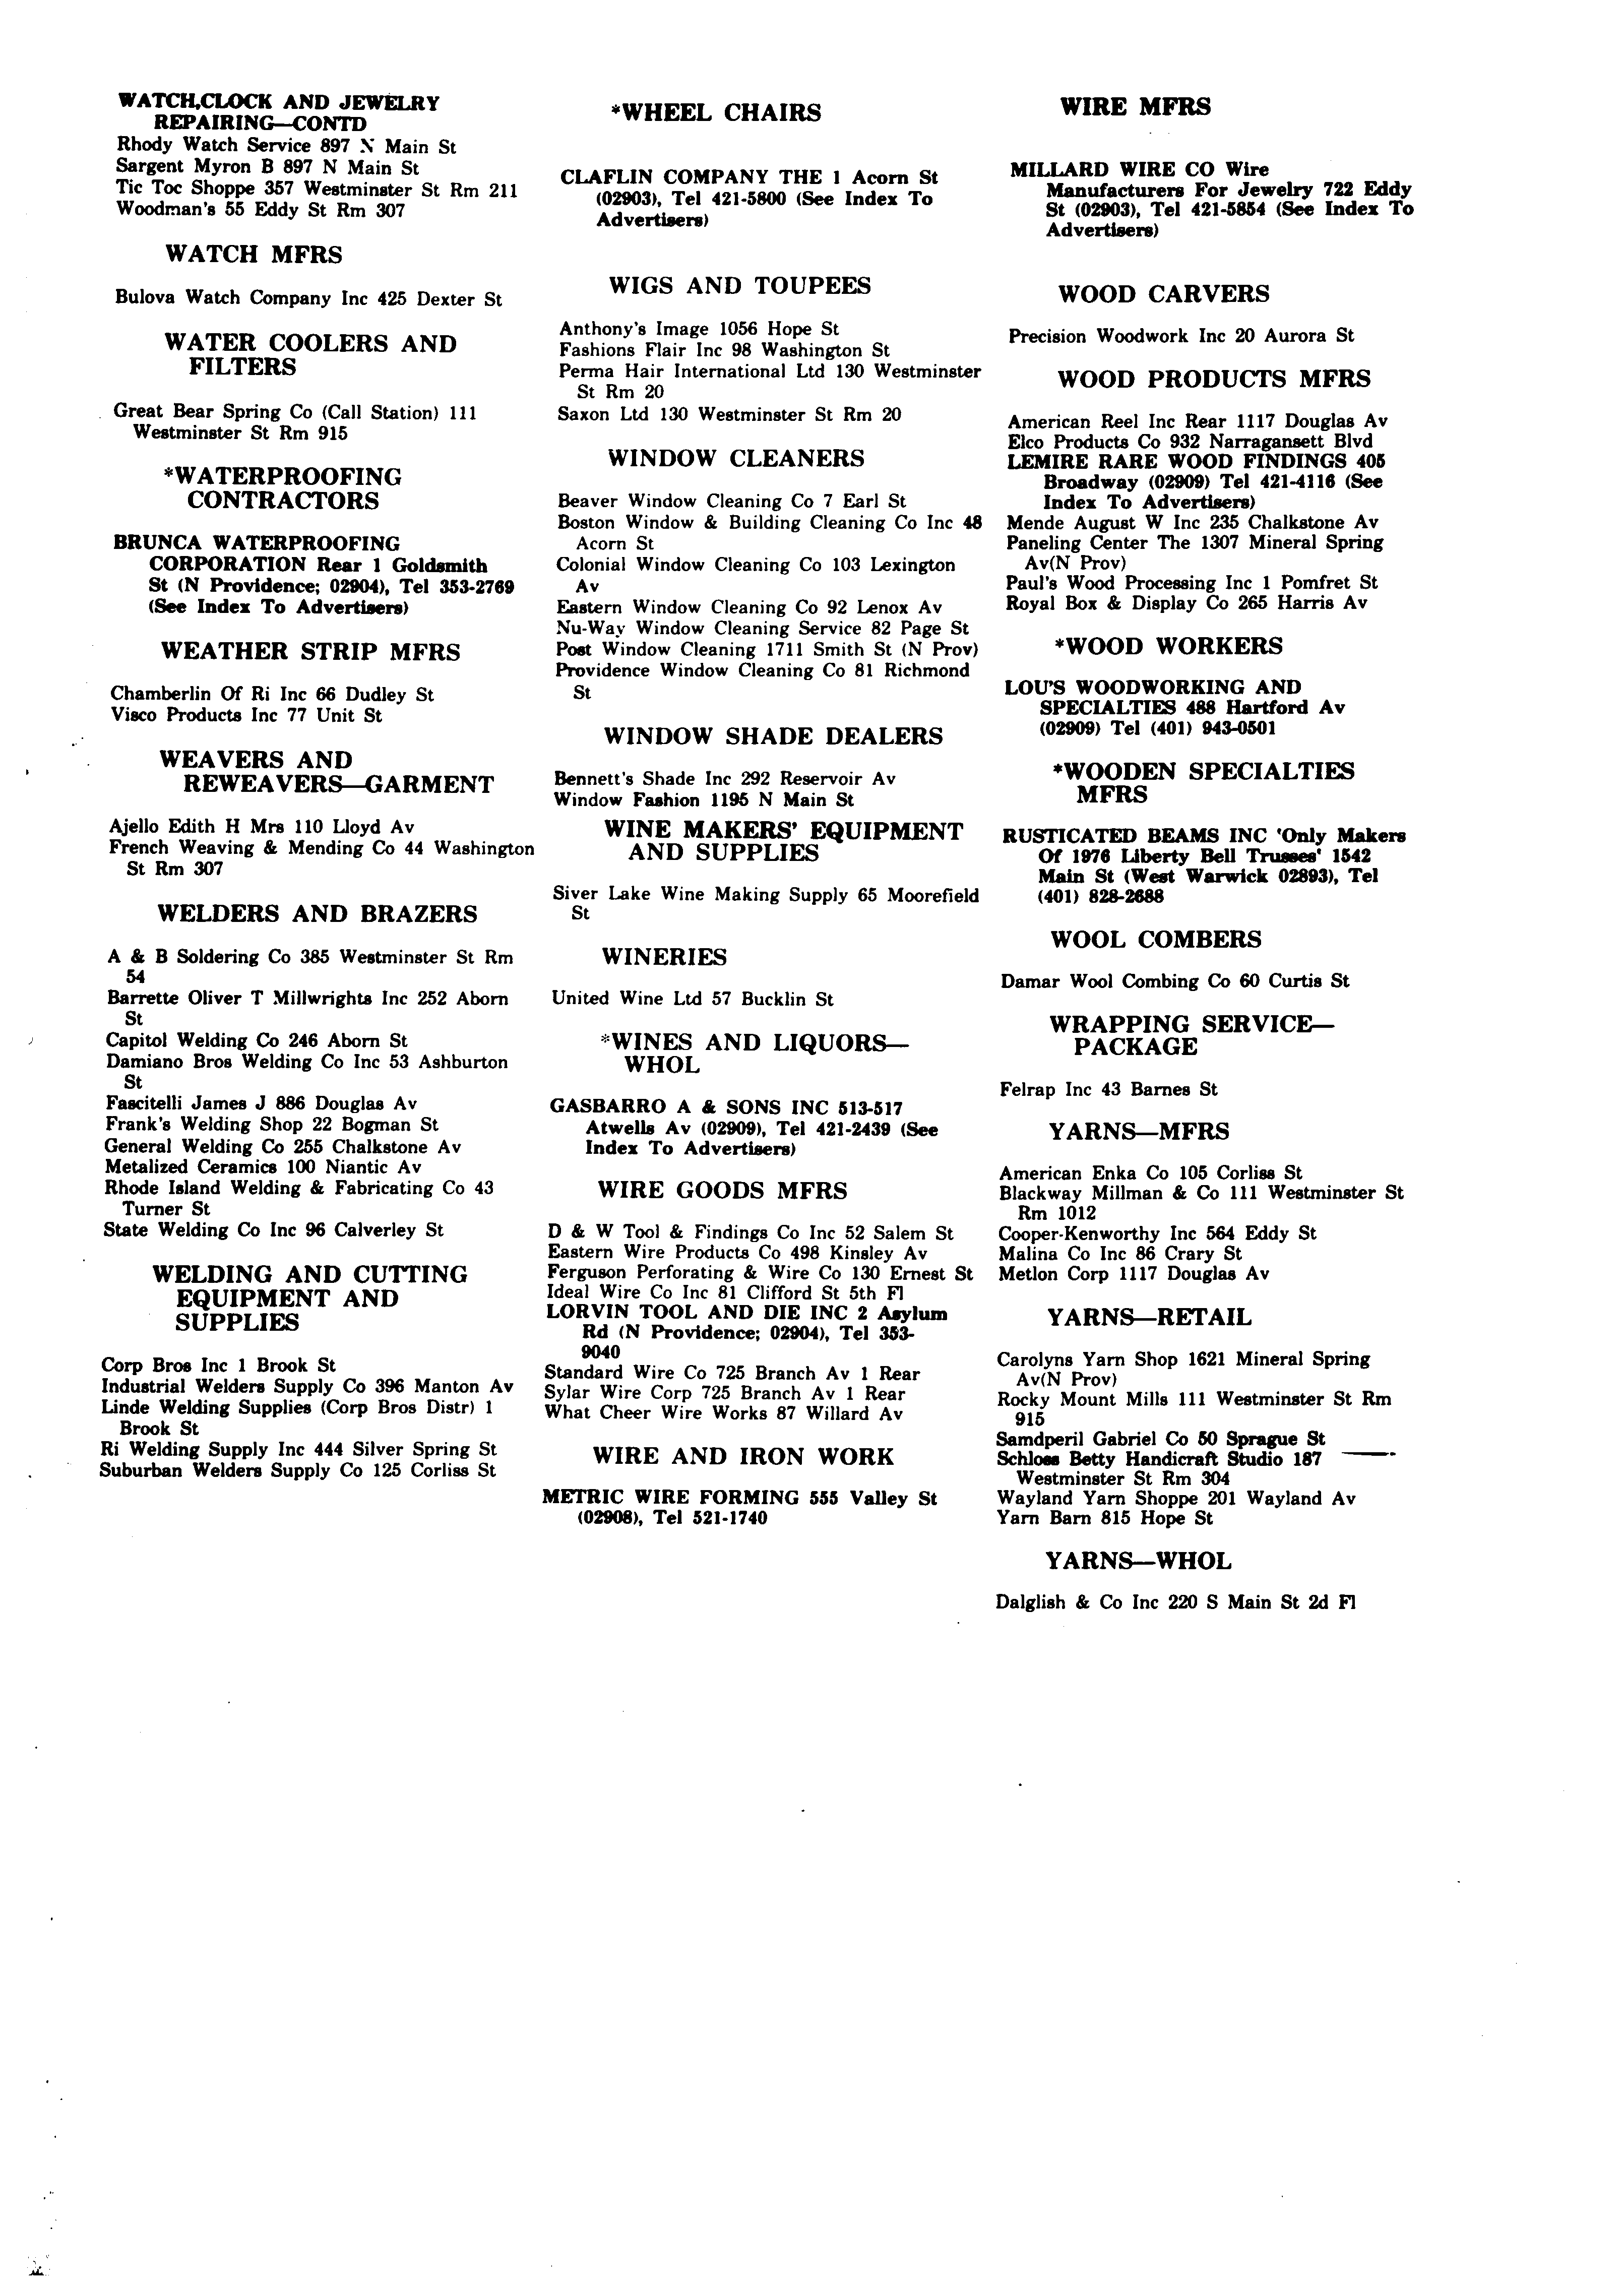 WATCH,CLOCK AND JEWELRY
REPAIRING—CONTD
Rhody Watch Service 897 N Main St
Sargent Myron B 897 N Main St
Tic Toc Shoppe 357 Westminster St Rm 211
Woodman's 55 Eddy St Rm 307
WATCH MFRS
Bulova Watch Company Inc 425 Dexter St
WATER COOLERS AND
FILTERS
Great Bear Spring Co (Call Station) 111
Westminster St Rm 915
*WATERPROOFING
CONTRACTORS
BRUNCA WATERPROOFING
CORPORATION Rear 1 Goldsmith
St (N Providence; 02904), Tel 353-2769
(See Index To Advertisers)
WEATHER STRIP MFRS
Chamberlin Of Ri Inc 66 Dudley St
Visco Products Inc 77 Unit St
WEAVERS AND
REWEAVERS—GARMENT
Ajello Edith H Mrs 110 Lloyd Av
French Weaving & Mending Co 44 Washington
St Rm 307
WELDERS AND BRAZERS
A & B Soldering Co 385 Westminster St Rm
54
Barrette Oliver T Millwrights Inc 252 Aborn
St
Capitol Welding Co 246 Aborn St
Damiano Bros Welding Co Inc 53 Ashburton
St
Fascitelli James J 886 Douglas Av
Frank's Welding Shop 22 Bogman St
General Welding Co 255 Chalkstone Av
Metalized Ceramics 100 Niantic Av
Rhode Island Welding & Fabricating Co 43
Turner St
State Welding Co Inc 96 Calverley St
WELDING AND CUTTING
EQUIPMENT AND
SUPPLIES
Corp Bros Inc 1 Brook St
Industrial Welders Supply Co 396 Manton Av
Linde Welding Supplies (Corp Bros Distr) 1
Brook St
Ri Welding Supply Inc 444 Silver Spring St
Suburban Welders Supply Co 125 Corliss St
*WHEEL CHAIRS
CLAFLIN COMPANY THE 1 Acorn St
(02903), Tel 421-5800 (See Index To
Advertisers)
WIGS AND TOUPEES
Anthony's Image 1056 Hope St
Fashions Flair Inc 98 Washington St
Perma Hair International Ltd 130 Westminster
St Rm 20
Saxon Ltd 130 Westminster St Rm 20
WINDOW CLEANERS
Beaver Window Cleaning Co 7 Earl St
Boston Window & Building Cleaning Co Inc 48
Acorn St
Colonial Window Cleaning Co 103 Lexington
Av
Eastern Window Cleaning Co 92 Lenox Av
Nu-Way Window Cleaning Service 82 Page St
Post Window Cleaning 1711 Smith St (N Prov)
Providence Window Cleaning Co 81 Richmond
St
WINDOW SHADE DEALERS
Bennett's Shade Inc 292 Reservoir Av
Window Fashion 1195 N Main St
WINE MAKERS' EQUIPMENT
AND SUPPLIES
Siver Lake Wine Making Supply 65 Moorefield
St
WINERIES
United Wine Ltd 57 Bucklin St
*WINES AND LIQUORS—
WHOL
GASBARRO A & SONS INC 513-517
Atwells Av (02909), Tel 421-2439 (See
Index To Advertisers)
WIRE GOODS MFRS
D & W Tool & Findings Co Inc 52 Salem St
Eastern Wire Products Co 498 Kinsley Av
Ferguson Perforating & Wire Co 130 Ernest St
Ideal Wire Co Inc 81 Clifford St 5th Fl
LORVIN TOOL AND DIE INC 2 Asylum
Rd (N Providence; 02904), Tel 353-
9040
Standard Wire Co 725 Branch Av 1 Rear
Sylar Wire Corp 725 Branch Av 1 Rear
What Cheer Wire Works 87 Willard Av
WIRE AND IRON WORK
METRIC WIRE FORMING 555 Valley St
(02908), Tel 521-1740
WIRE MFRS
MILLARD WIRE CO Wire
Manufacturers For Jewelry 722 Eddy
St (02903), Tel 421-5854 (See Index To
Advertisers)
WOOD CARVERS
Precision Woodwork Inc 20 Aurora St
WOOD PRODUCTS MFRS
American Reel Inc Rear 1117 Douglas Av
Elco Products Co 932 Narragansett Blvd
LEMIRE RARE WOOD FINDINGS 405
Broadway (02909) Tel 421-4116 (See
Index To Advertisers)
Mende August W Inc 235 Chalkstone Av
Paneling Center The 1307 Mineral Spring
Av(N Prov)
Paul's Wood Processing Inc 1 Pomfret St
Royal Box & Display Co 265 Harris Av
*WOOD WORKERS
LOU'S WOODWORKING AND
SPECIALTIES 488 Hartford Av
(02909) Tel (401) 943-0501
*WOODEN SPECIALTIES
MFRS
RUSTICATED BEAMS INC 'Only Makers
Of 1976 Liberty Bell Trusses' 1542
Main St (West Warwick 02893), Tel
(401) 828-2688
WOOL COMBERS
Damar Wool Combing Co 60 Curtis St
WRAPPING SERVICE—
PACKAGE
Felrap Inc 43 Barnes St
YARNS—MFRS
American Enka Co 105 Corliss St
Blackway Millman & Co 111 Westminster St
Rm 1012
Cooper-Kenworthy Inc 564 Eddy St
Malina Co Inc 86 Crary St
Metlon Corp 1117 Douglas Av
YARNS—RETAIL
Carolyns Yarn Shop 1621 Mineral Spring
Av(N Prov)
Rocky Mount Mills 111 Westminster St Rm
915
Samdperil Gabriel Co 50 Sprague St
Schloss Betty Handicraft Studio 187
Westminster St Rm 304
Wayland Yarn Shoppe 201 Wayland Av
Yarn Barn 815 Hope St
YARNS—WHOL
Dalglish & Co Inc 220 S Main St 2d Fl